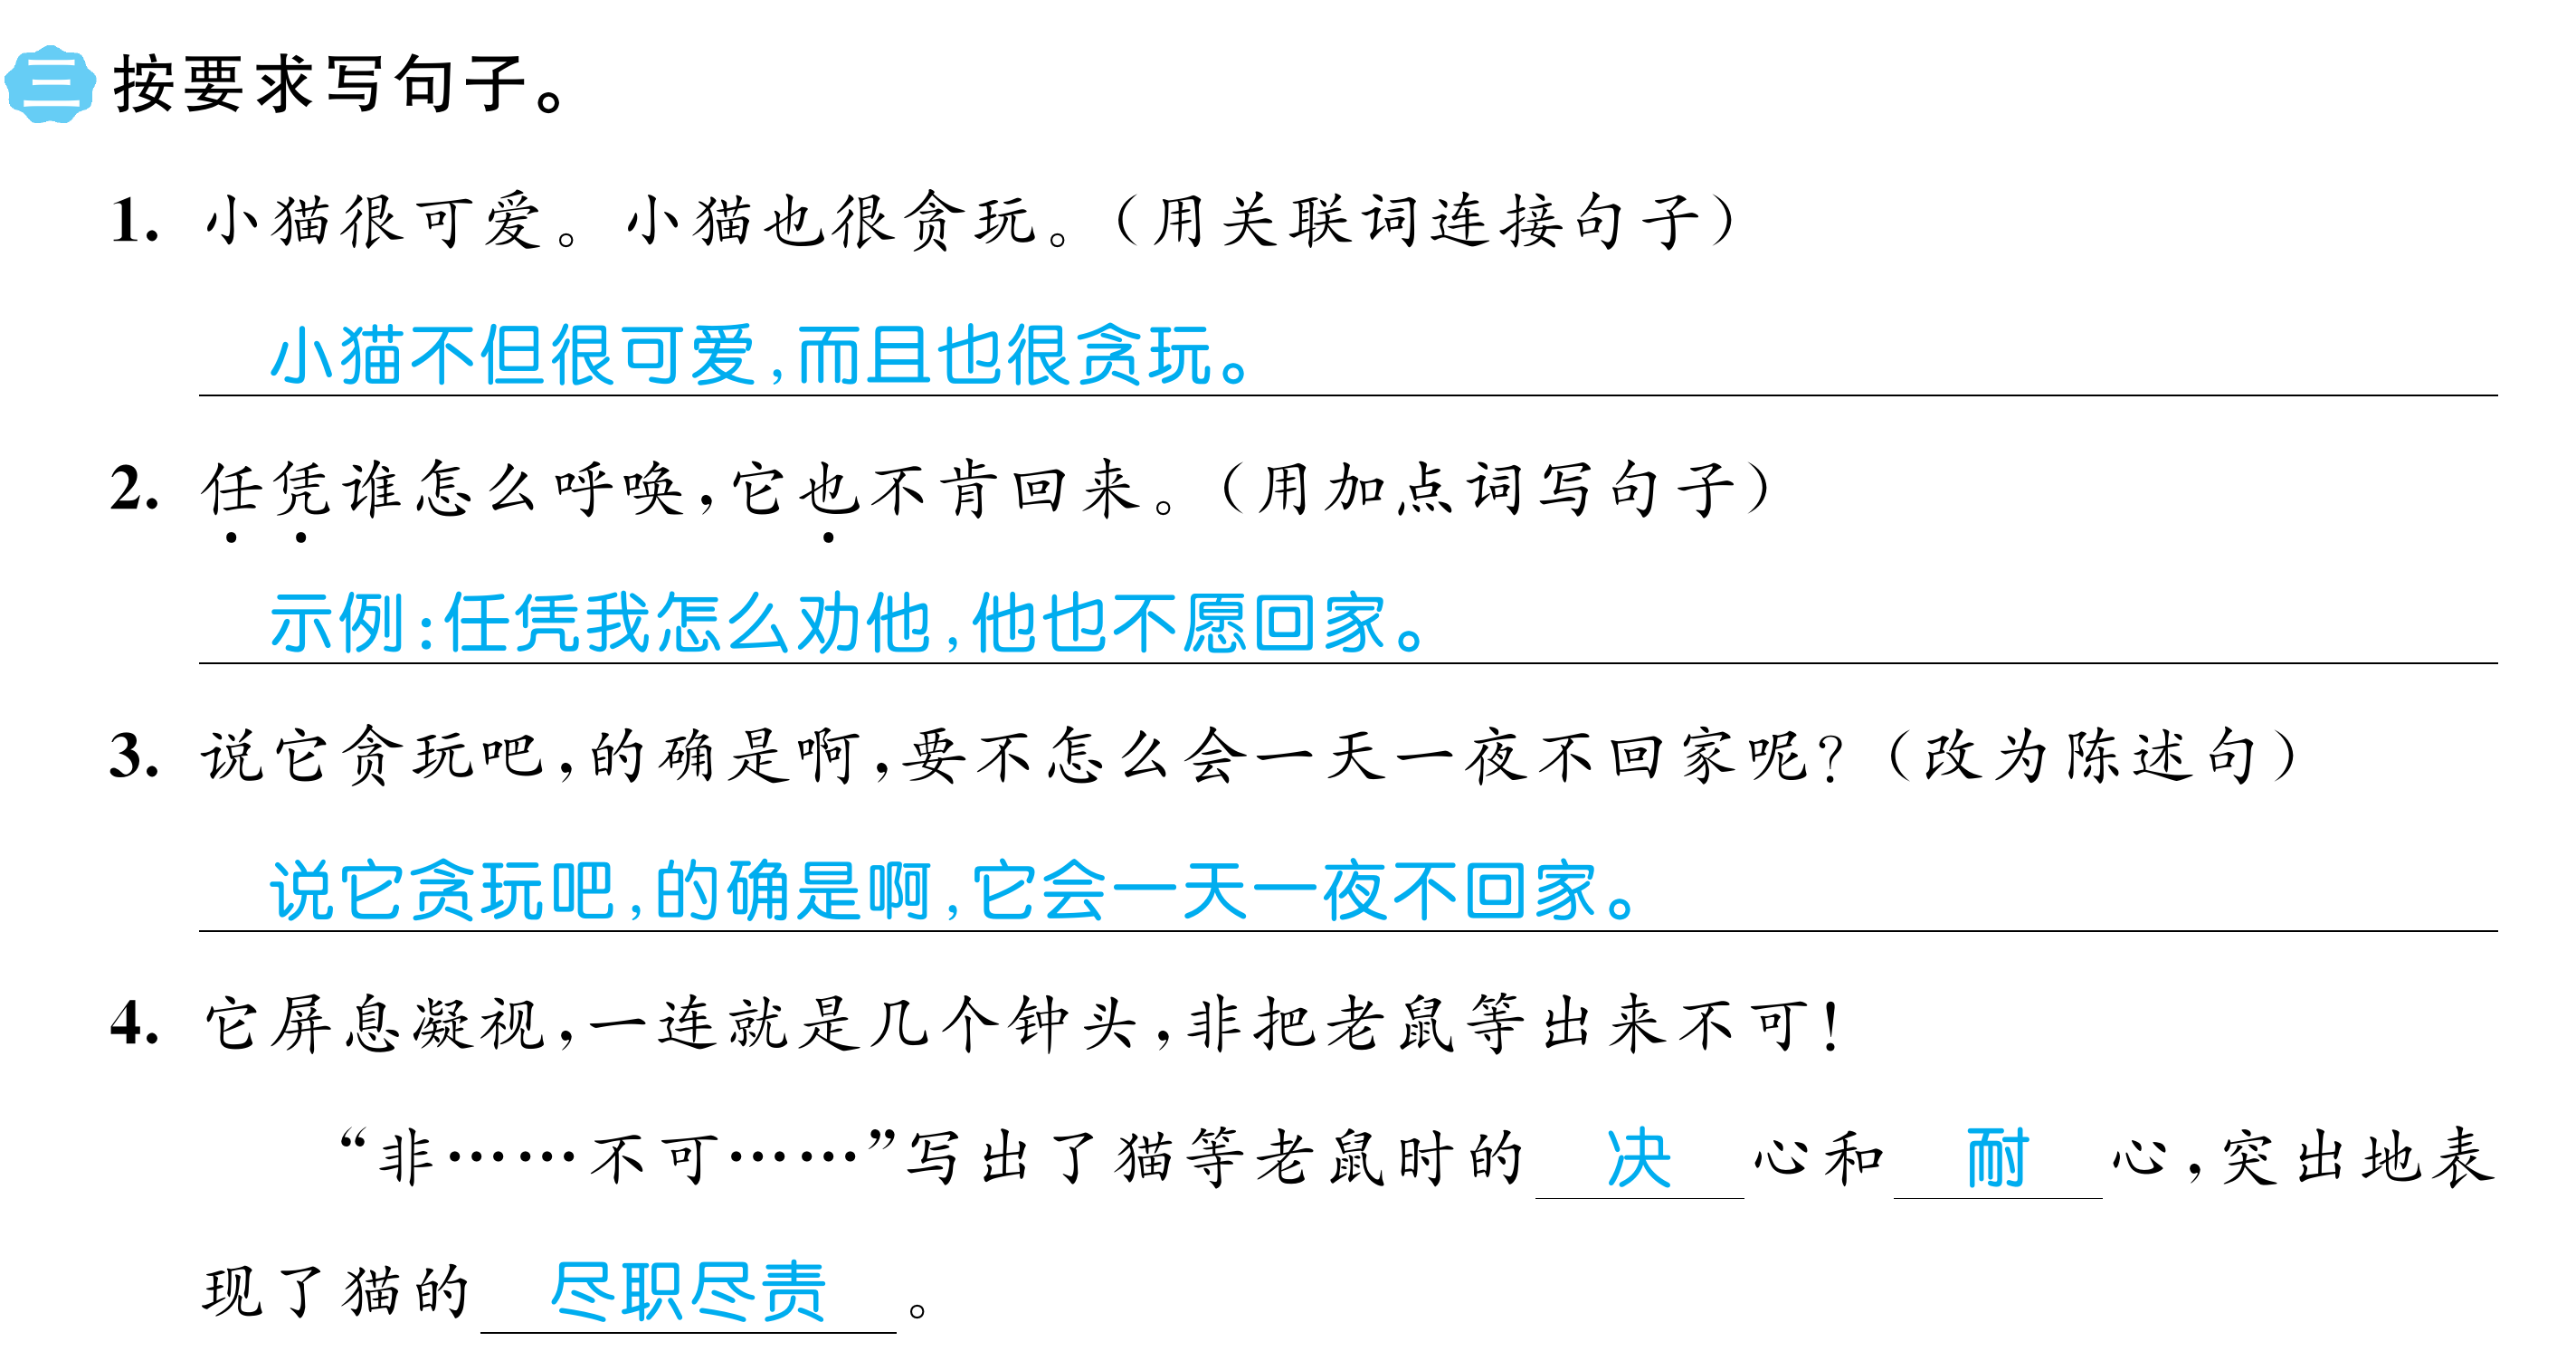 三 按要求写句子。
1. 小猫很可爱。小猫也很贪玩。（用关联词连接句子）
小猫不但很可爱,而且也很贪玩。
2. 任凭谁怎么呼唤,它也不肯回来。（用加点词写句子）
示例:任凭我怎么劝他,他也不愿回家。
3. 说它贪玩吧,的确是啊,要不怎么会一天一夜不回家呢?（改为陈述句）
说它贪玩吧,的确是啊,它会一天一夜不回家。
4. 它屏息凝视,一连就是几个钟头,非把老鼠等出来不可!
“非……不可……”写出了猫等老鼠时的 决 心和 耐 心,突出地表
现了猫的 尽职尽责 。